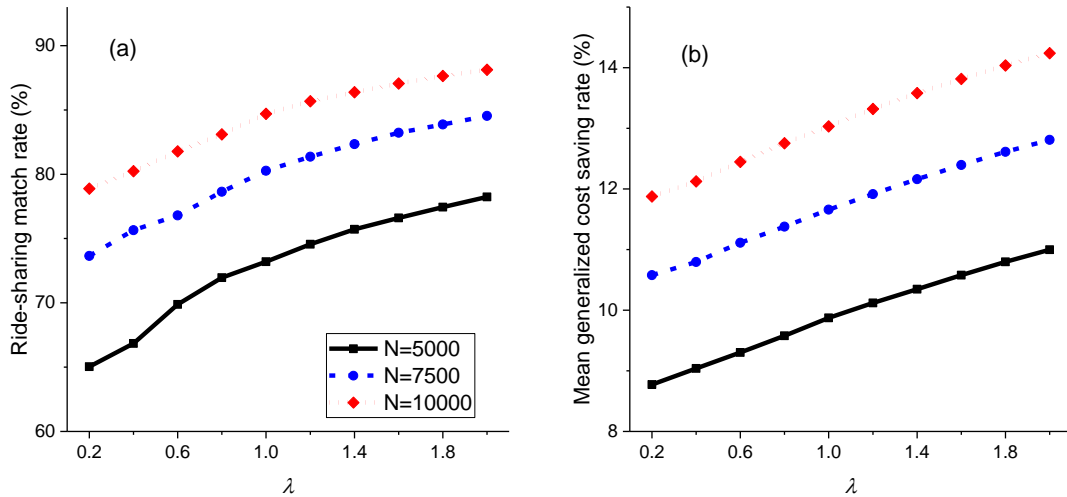 (a)
Ride-sharing match rate (%)
90
80
70
60
N=5000
N=7500
N=10000
0.2
0.6
1.0
1.4
1.8
λ
(b)
Mean generalized cost saving rate (%)
14
12
10
8
0.2
0.6
1.0
1.4
1.8
λ